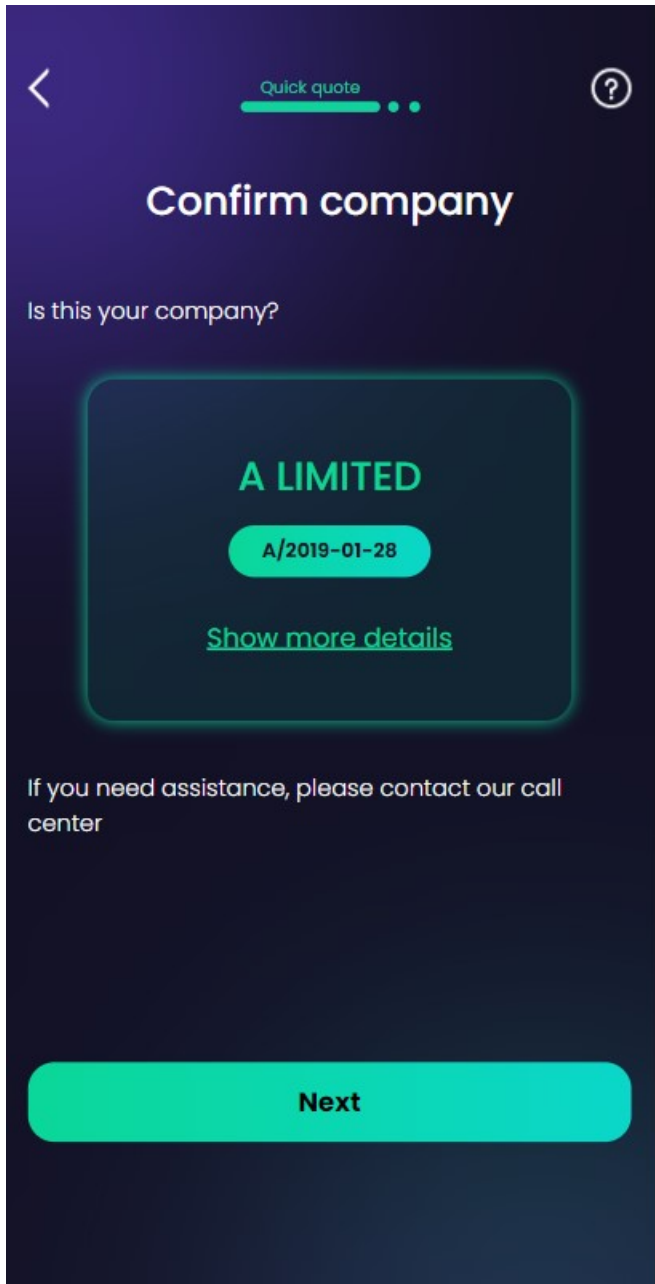 Quick quote
?
Confirm company
Is this your company?
A LIMITED
A/2019-01-28
Show more details
If you need assistance, please contact our call
center
Next